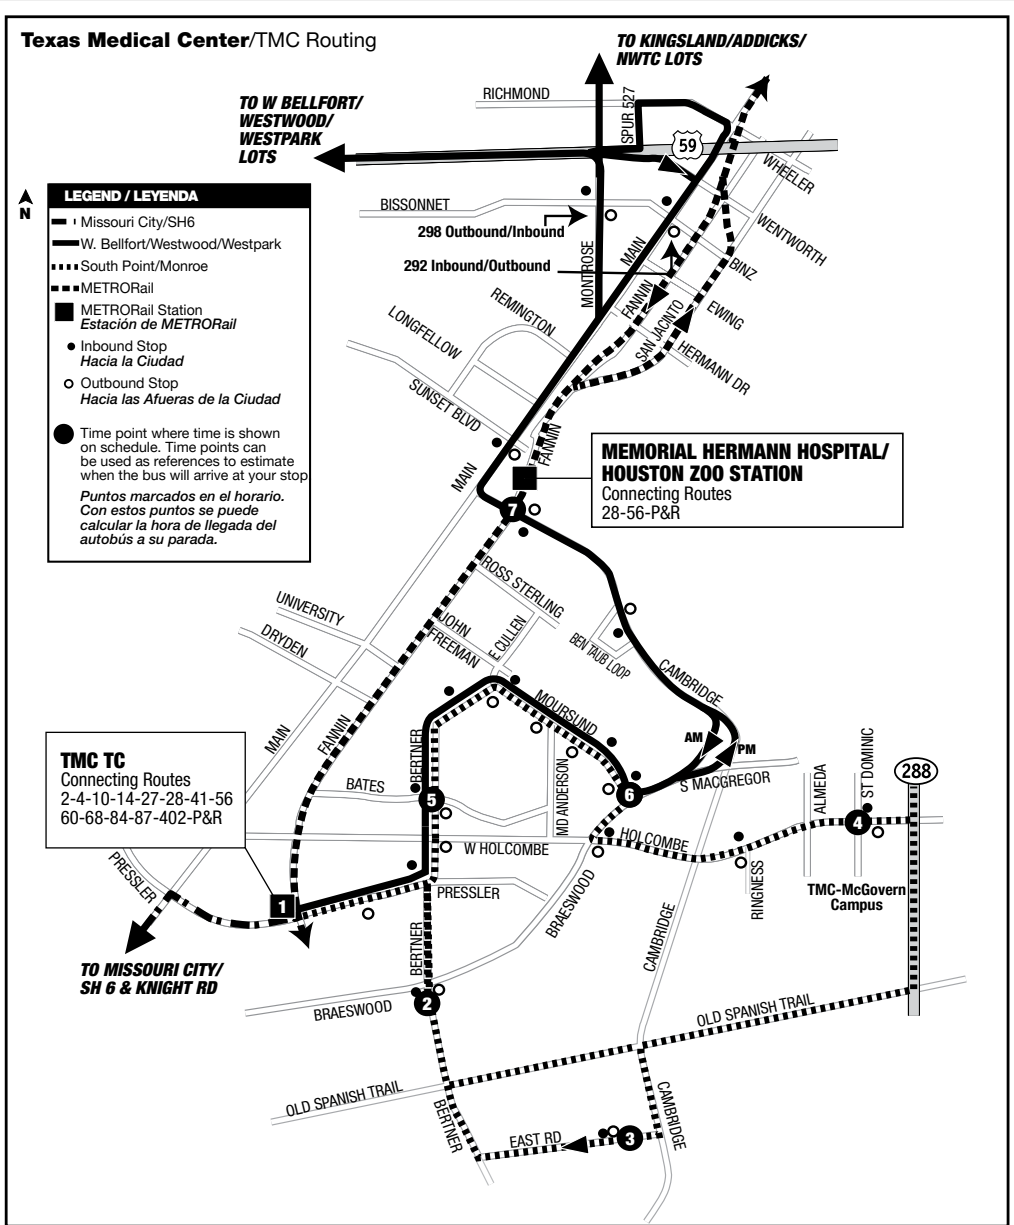 Texas Medical Center/TMC Routing
TO KINGSLAND/ADDICKS/
NWTC LOTS
TO W BELLFORT/
WESTWOOD/
WESTPARK
LOTS
RICHMOND
SPUR 527
59
WHEELER
N
LEGEND / LEYENDA
Missouri City/SH6
W. Bellfort/Westwood/Westpark
South Point/Monroe
METRORail
METRORail Station
Estación de METRORail
Inbound Stop
Hacia la Ciudad
Outbound Stop
Hacia las Afueras de la Ciudad
Time point where time is shown
on schedule. Time points can
be used as references to estimate
when the bus will arrive at your stop
Puntos marcados en el horario.
Con estos puntos se puede
calcular la hora de llegada del
autobús a su parada.
BISSONNET
298 Outbound/Inbound
292 Inbound/Outbound
MONTROSE
MAIN
WENTWORTH
BINZ
FANNIN
SAN JACINTO
EWING
HERMANN DR
REMINGTON
LONGFELLOW
SUNSET BLVD
FANNIN
MAIN
MEMORIAL HERMANN HOSPITAL/
HOUSTON ZOO STATION
Connecting Routes
28-56-P&R
7
ROSS STERLING
UNIVERSITY
DRYDEN
JOHN
FREEMAN
E CULLEN
BEN TAUB LOOP
CAMBRIDGE
MAIN
FANNIN
MOURSUND
BERTNER
AM
PM
S MACGREGOR
ST DOMINIC
ALMEDA
288
TMC TC
Connecting Routes
2-4-10-14-27-28-41-56
60-68-84-87-402-P&R
BATES
5
6
MD ANDERSON
4
W HOLCOMBE
HOLCOMBE
PRESSLER
PRESSLER
RINGNESS
TMC-McGovern
Campus
1
BRAESWOOD
CAMBRIDGE
BERTNER
TO MISSOURI CITY/
SH 6 & KNIGHT RD
BRAESWOOD
2
OLD SPANISH TRAIL
OLD SPANISH TRAIL
BERTNER
CAMBRIDGE
EAST RD
3